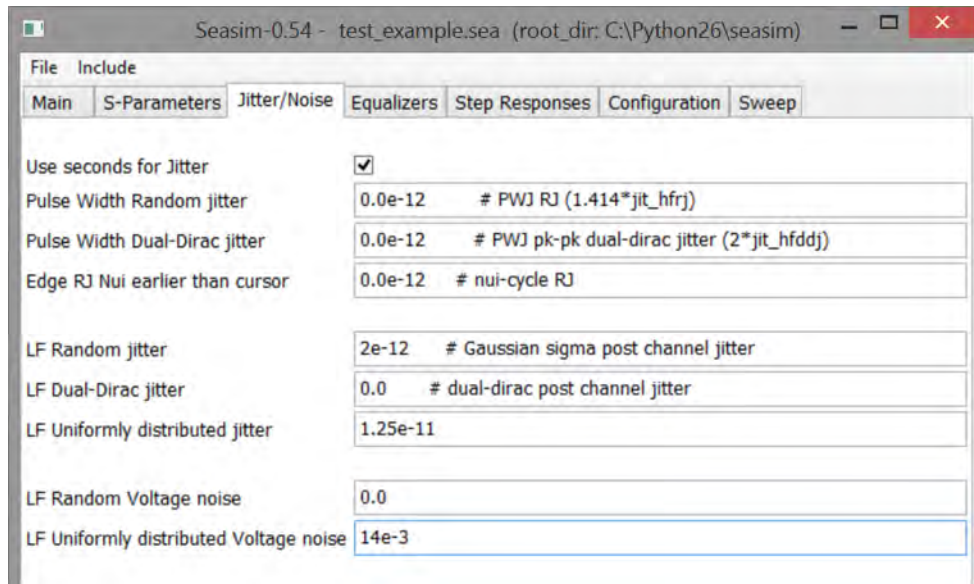 Seasim-0.54 - test_example.sea (root_dir: C:\Python26\seasim)
File Include
Main S-Parameters Jitter/Noise Equalizers Step Responses Configuration Sweep
Use seconds for Jitter
Pulse Width Random jitter 0.0e-12 # PWJ RJ (1.414*jit_hfrj)
Pulse Width Dual-Dirac jitter 0.0e-12 # PWJ pk-pk dual-dirac jitter (2*jit_hfddj)
Edge RJ Nui earlier than cursor 0.0e-12 # nui-cycle RJ
LF Random jitter 2e-12 # Gaussian sigma post channel jitter
LF Dual-Dirac jitter 0.0 # dual-dirac post channel jitter
LF Uniformly distributed jitter 1.25e-11
LF Random Voltage noise 0.0
LF Uniformly distributed Voltage noise 14e-3